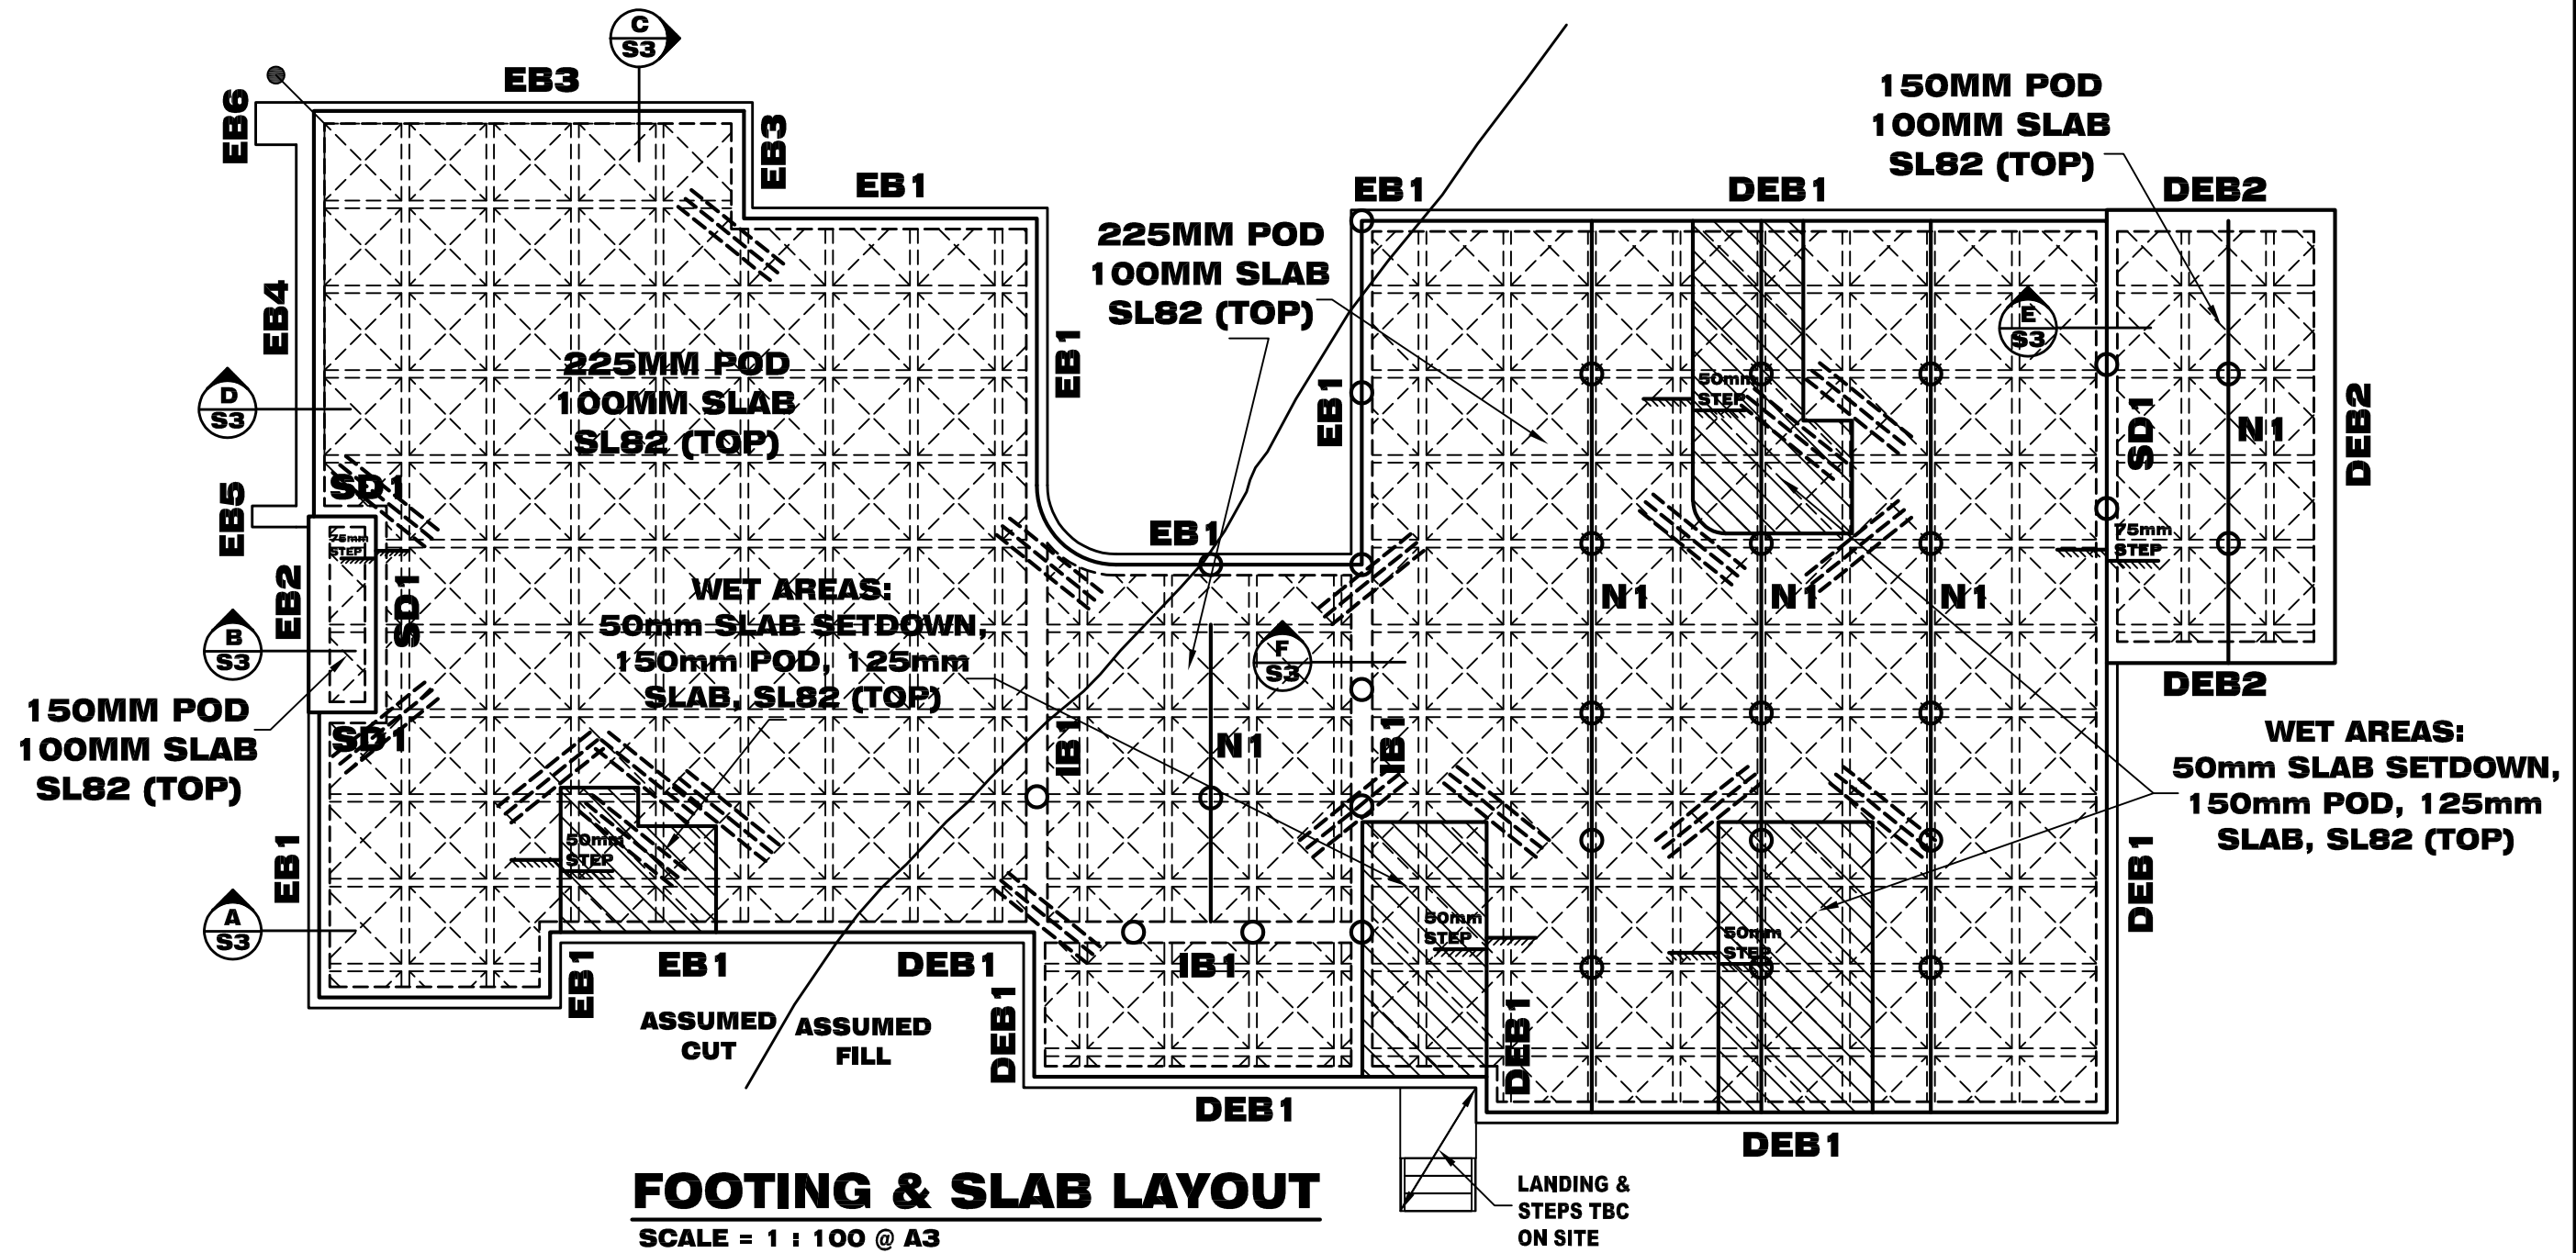 C
S3
EB3
EB6
EB3
EB1
150MM POD
100MM SLAB
SL82 (TOP)
EB1
DEB1
DEB2
225MM POD
100MM SLAB
SL82 (TOP)
EB4
E
S3
EB1
225MM POD
100MM SLAB
SL82 (TOP)
D
S3
EB1
50mm
STEP
SD1
N1
DEB2
SD1
EB5
EB1
75mm
STEP
75mm
STEP
EB2
SD1
WET AREAS:
50mm SLAB SETDOWN,
150mm POD, 125mm
SLAB, SL82 (TOP)
N1
N1
N1
B
S3
F
S3
DEB2
150MM POD
100MM SLAB
SL82 (TOP)
SD1
IB1
N1
IB1
WET AREAS:
50mm SLAB SETDOWN,
150mm POD, 125mm
SLAB, SL82 (TOP)
EB1
50mm
STEP
DEB1
A
S3
50mm
STEP
50mm
STEP
EB1
EB1
DEB1
IB1
DEB1
DEB1
ASSUMED
CUT
ASSUMED
FILL
DEB1
DEB1
FOOTING & SLAB LAYOUT
SCALE = 1 : 100 @ A3
LANDING &
STEPS TBC
ON SITE